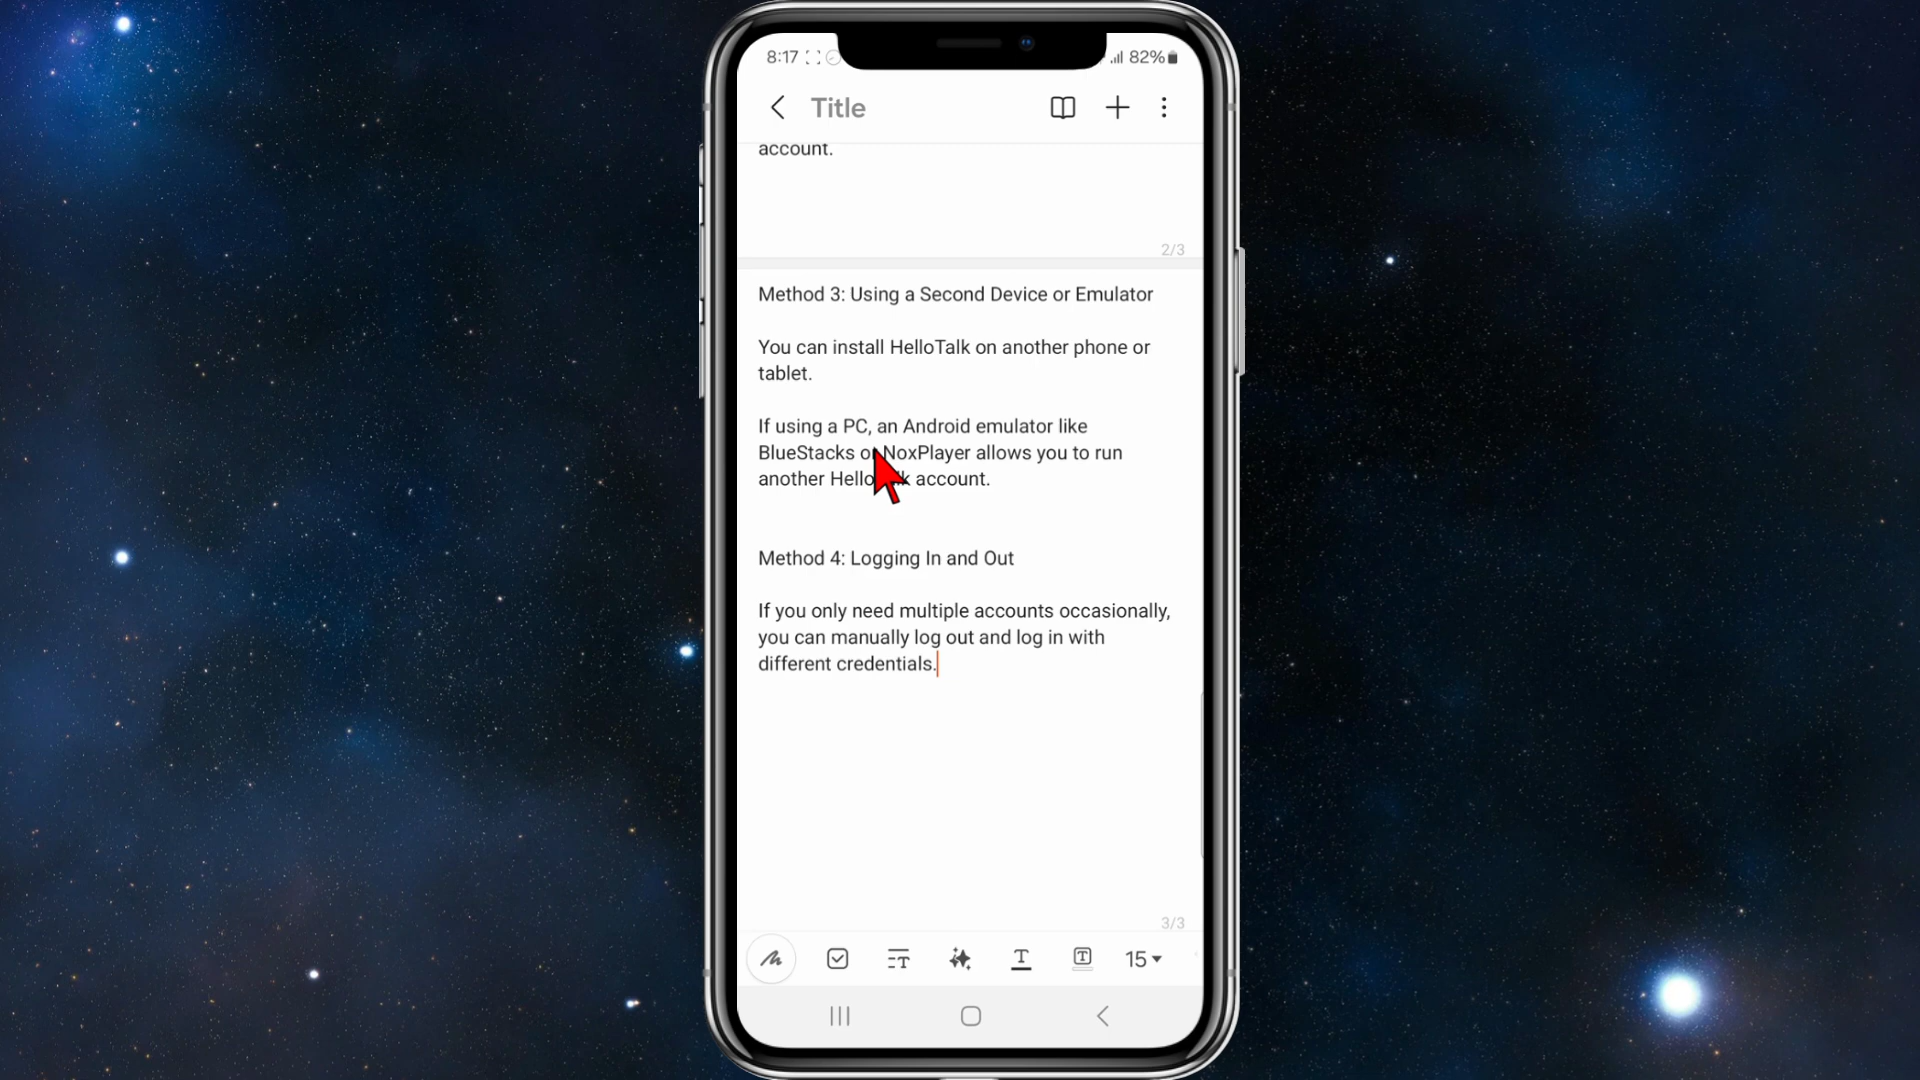 8:17
82%
Title
account.
2/3
Method 3: Using a Second Device or Emulator
You can install HelloTalk on another phone or
tablet.
If using a PC, an Android emulator like
BlueStacks or NoxPlayer allows you to run
another HelloTalk account.
Method 4: Logging In and Out
If you only need multiple accounts occasionally,
you can manually log out and log in with
different credentials.
3/3
15